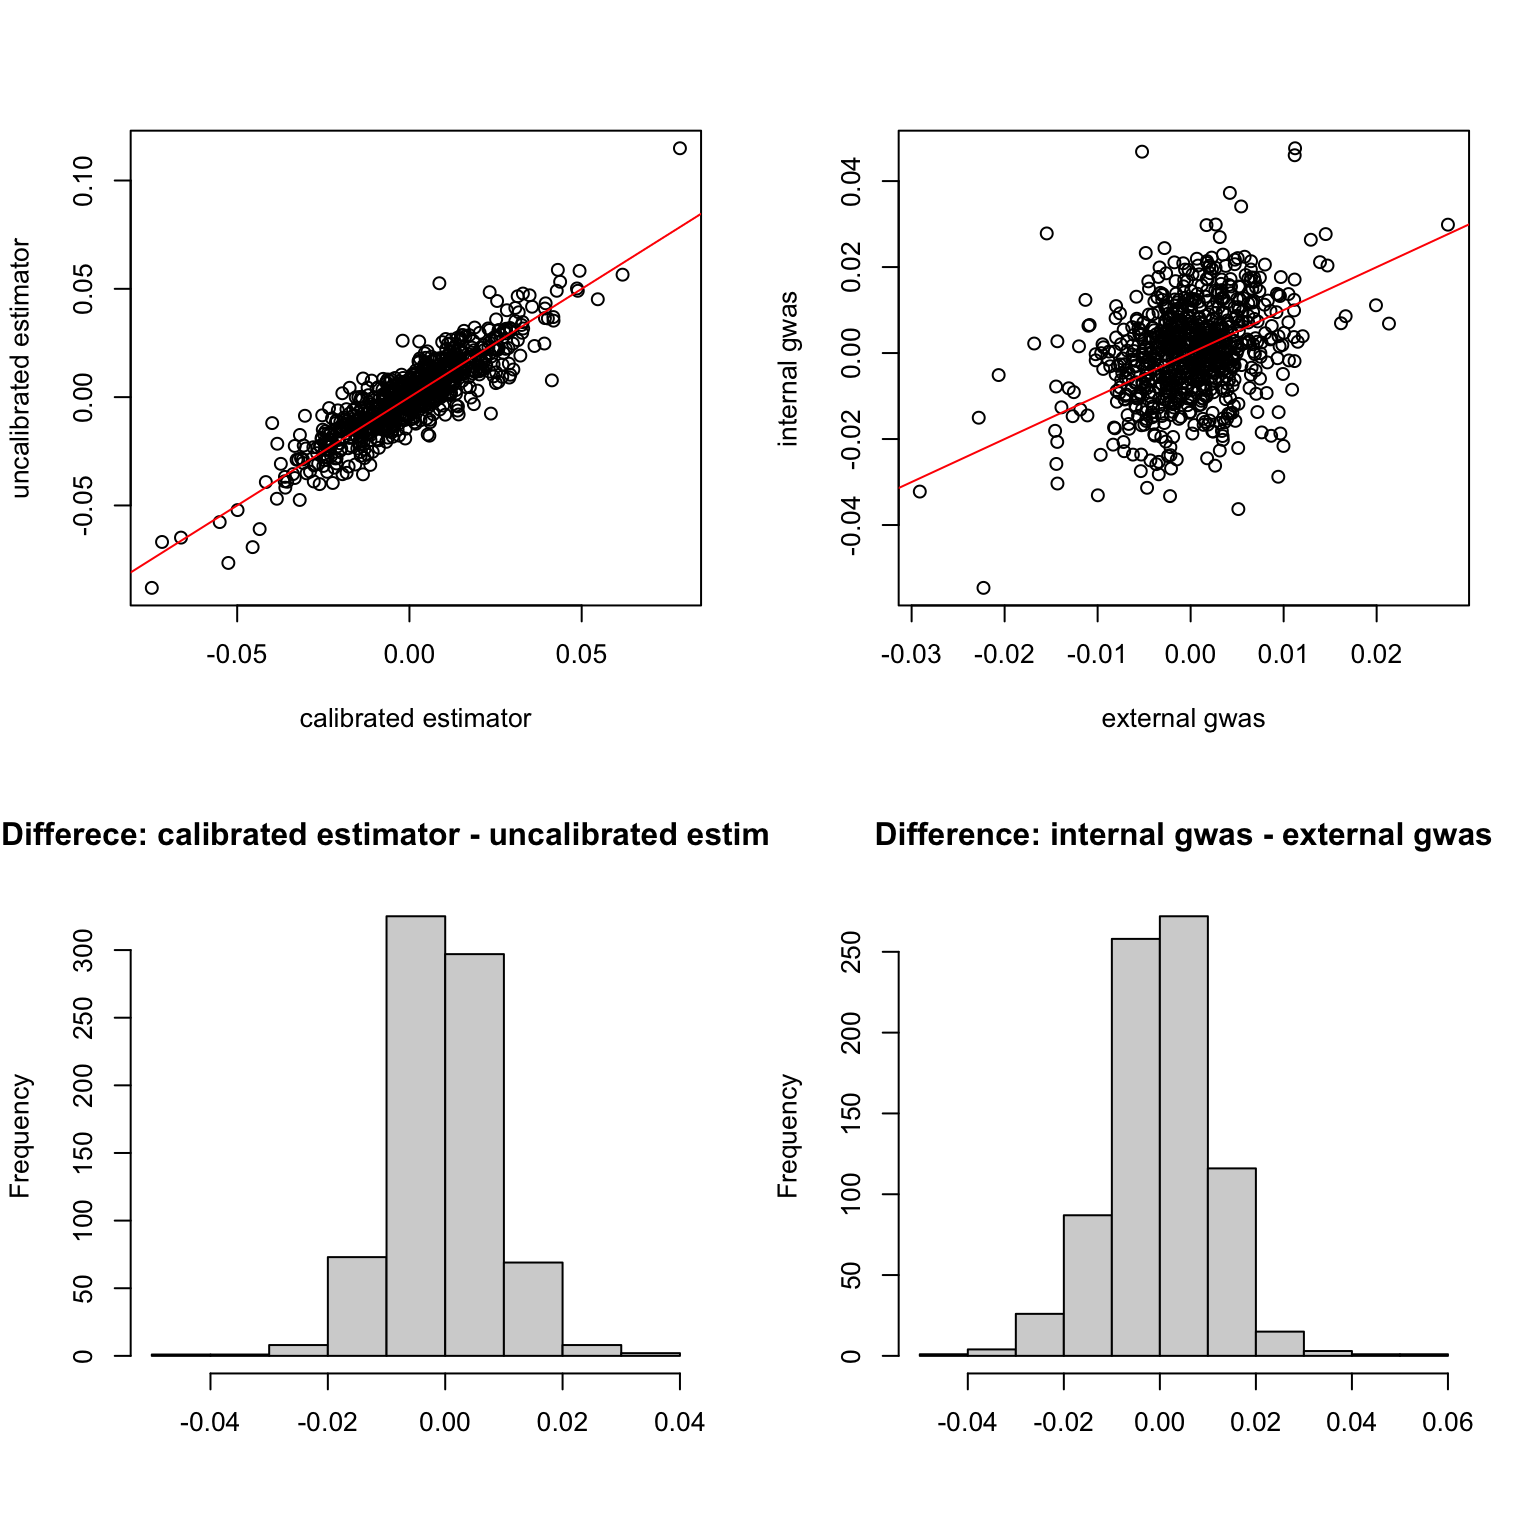 uncalibrated estimator
0.10
0.05
0.00
-0.05
-0.05 0.00 0.05
calibrated estimator
internal gwas
0.04
0.02
0.00
-0.02
-0.04
-0.03 -0.02 -0.01 0.00 0.01 0.02
external gwas
Differece: calibrated estimator - uncalibrated estim
Frequency
300
250
200
150
100
50
0
-0.04 -0.02 0.00 0.02 0.04
Difference: internal gwas - external gwas
Frequency
250
200
150
100
50
0
-0.04 -0.02 0.00 0.02 0.04 0.06